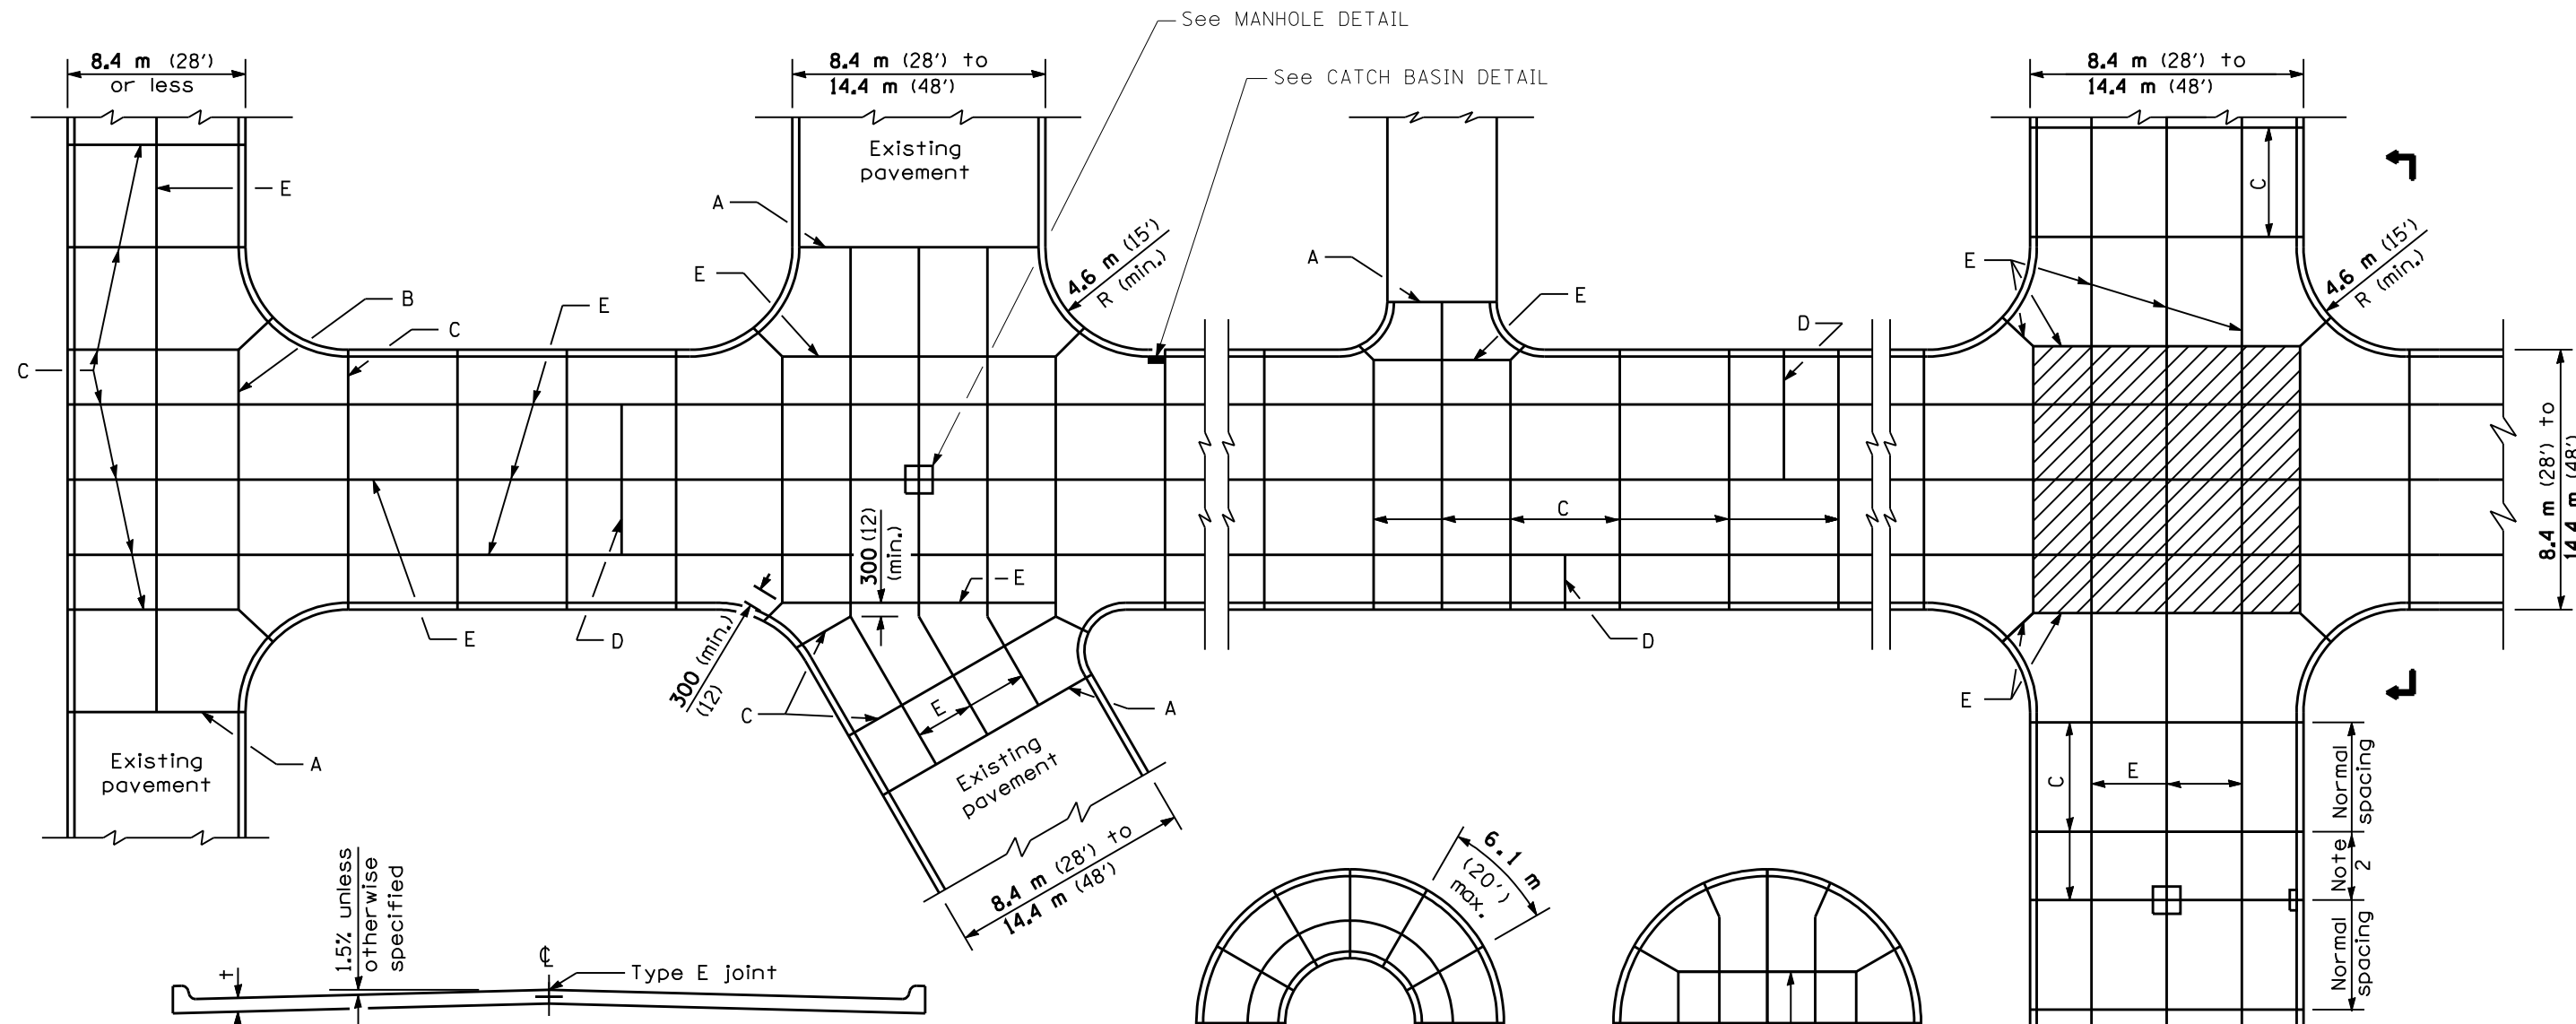 See MANHOLE DETAIL
See CATCH BASIN DETAIL
8.4 m (28')
or less
8.4 m (28') to
14.4 m (48')
8.4 m (28') to
14.4 m (48')
Existing
pavement
E
A
C
A
E
4.6 m (15')
R (min.)
A
E
E
4.6 m (15')
R (min.)
B
C
E
D
C
300 (12)
(min.)
C
8.4 m (28') to
14.4 m (48')
E
E
D
D
300 (min.)
(12)
C
E
A
E
Existing
pavement
A
Existing
pavement
C
E
Normal
spacing
8.4 m (28') to
14.4 m (48')
6.1 m
(20')
max.
Note
2
1.5% unless
otherwise
specified
Normal
spacing
t
℄
Type E joint